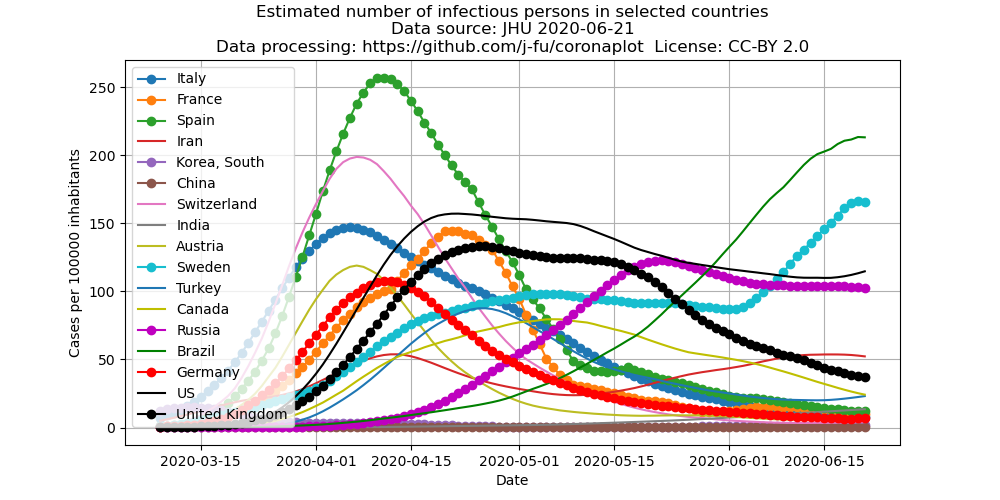 Estimated number of infectious persons in selected countries
Data source: JHU 2020-06-21
Data processing: https://github.com/j-fu/coronaplot  License: CC-BY 2.0
Cases per 100000 inhabitants
250
200
150
100
50
0
Italy
France
Spain
Iran
Korea, South
China
Switzerland
India
Austria
Sweden
Turkey
Canada
Russia
Brazil
Germany
US
United Kingdom
2020-03-15
2020-04-01
2020-04-15
2020-05-01
2020-05-15
2020-06-01
2020-06-15
Date